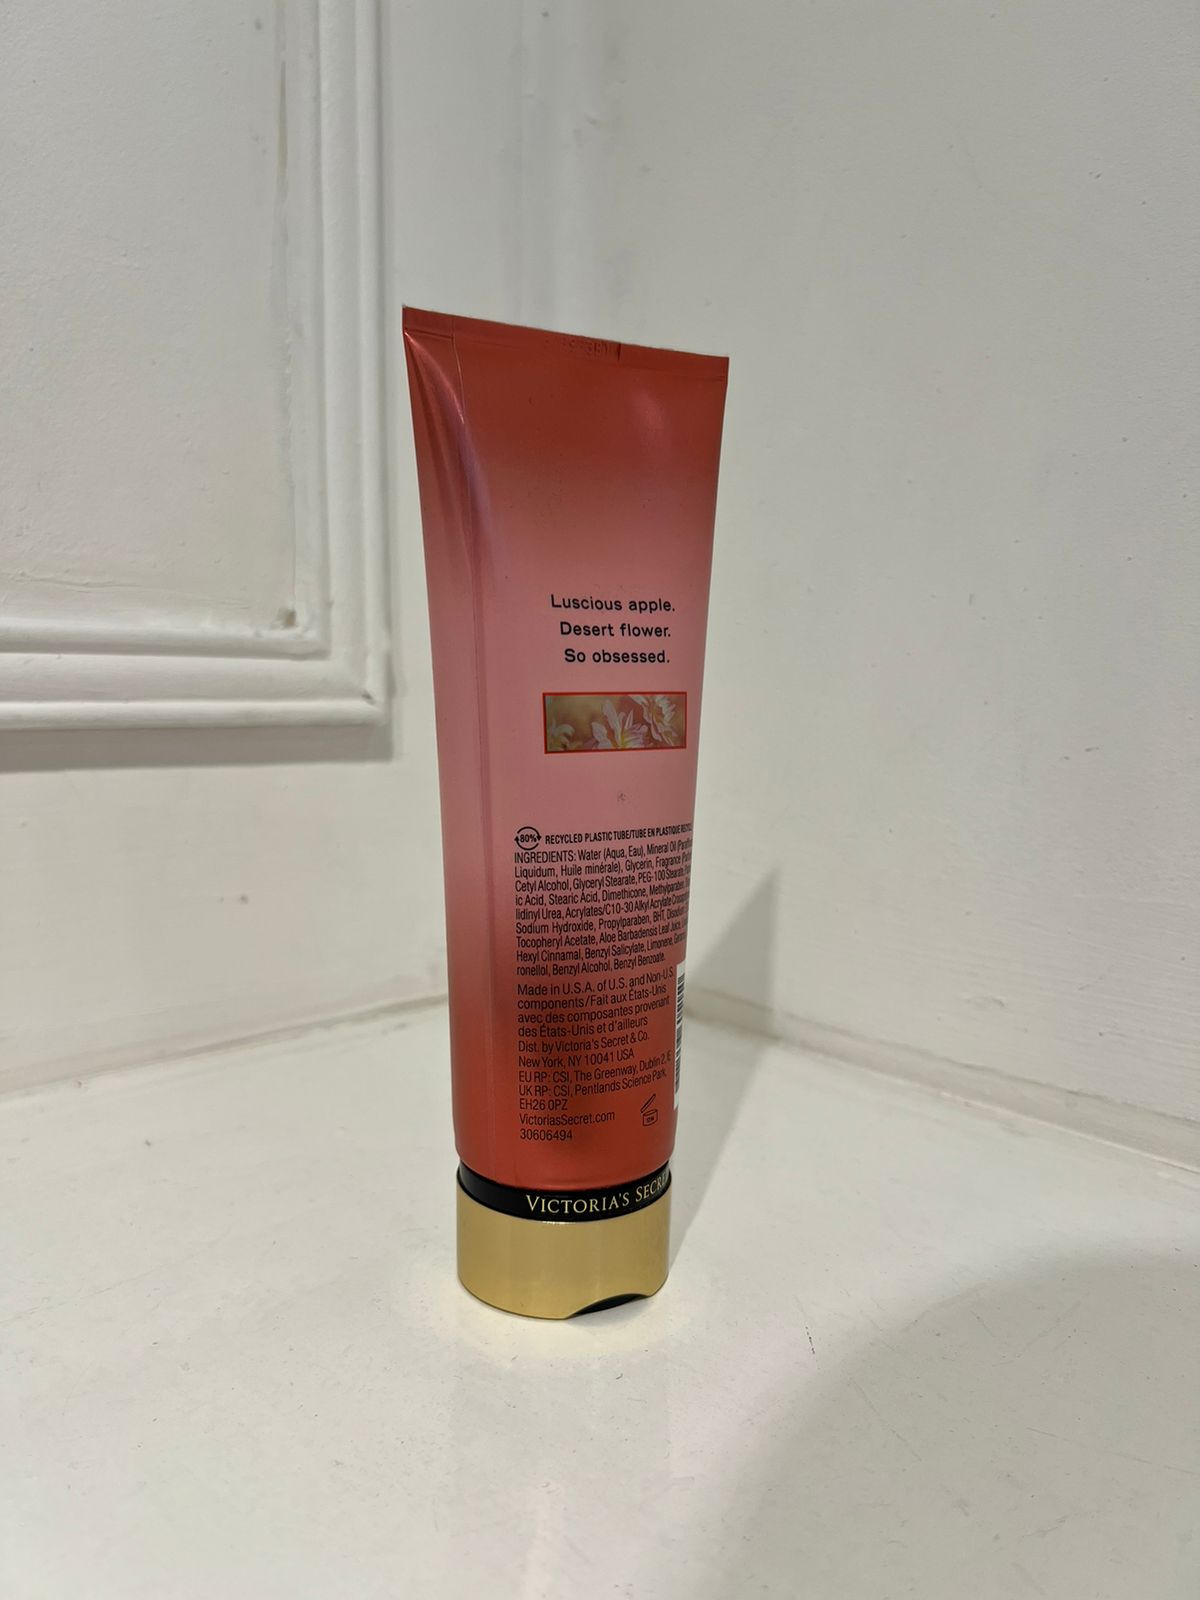 Luscious apple.
Desert flower.
So obsessed.
80% RECYCLED PLASTIC TUBE/TUBE EN PLASTIQUE
INGREDIENTS: Water (Aqua, Eau), Mineral Oil
Liquidum, Huile minérale), Glycerin, Fragrance
Cetyl Alcohol, Glyceryl Stearate, PEG-100 Stearate,
ic Acid, Stearic Acid, Dimethicone, Methylparaben,
lidinyl Urea, Acrylates/C10-30 Alkyl Acrylate
Sodium Hydroxide, Propylparaben, BHT, Disodium
Tocopheryl Acetate, Aloe Barbadensis Leaf Juice,
Hexyl Cinnamal, Benzyl Salicylate, Limonene,
ronellol, Benzyl Alcohol, Benzyl Benzoate.
Made in U.S.A. of U.S. and Non-U.S.
components/Fait aux États-Unis
avec des composantes provenant
des États-Unis et d'ailleurs
Dist. by Victoria's Secret & Co.
New York, NY 10041 USA
EU RP: CSI, The Greenway, Dublin 2, E
UK RP: CSI, Pentlands Science Park,
EH26 0PZ
VictoriasSecret.com
30606494
VICTORIA'S SECRE